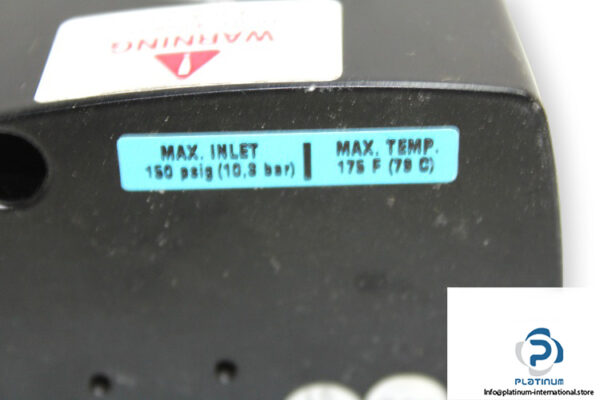 WARNING
MAX. INLET
150 psig (10,3 bar)
MAX. TEMP.
175 F (79 C)
PLATINUM
Info@platinum-international.store